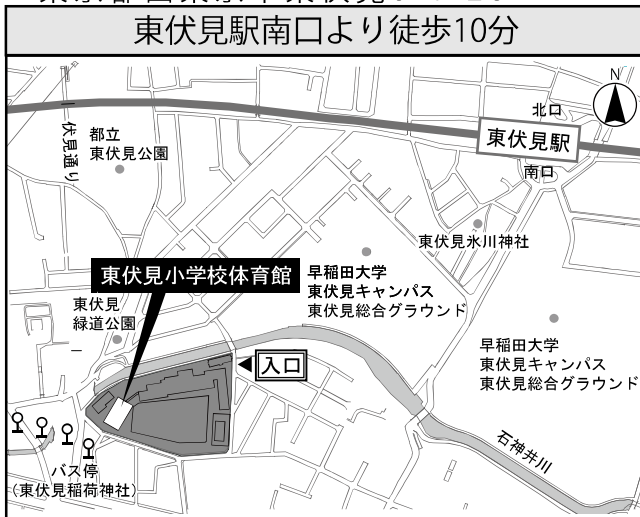 東伏見駅南口より徒歩10分
N
北口
東伏見駅
南口
伏見通り
都立
東伏見公園
東伏見氷川神社
東伏見小学校体育館
早稲田大学
東伏見キャンパス
東伏見総合グラウンド
東伏見
緑道公園
入口
早稲田大学
東伏見キャンパス
東伏見総合グラウンド
石神井川
バス停
（東伏見稲荷神社）